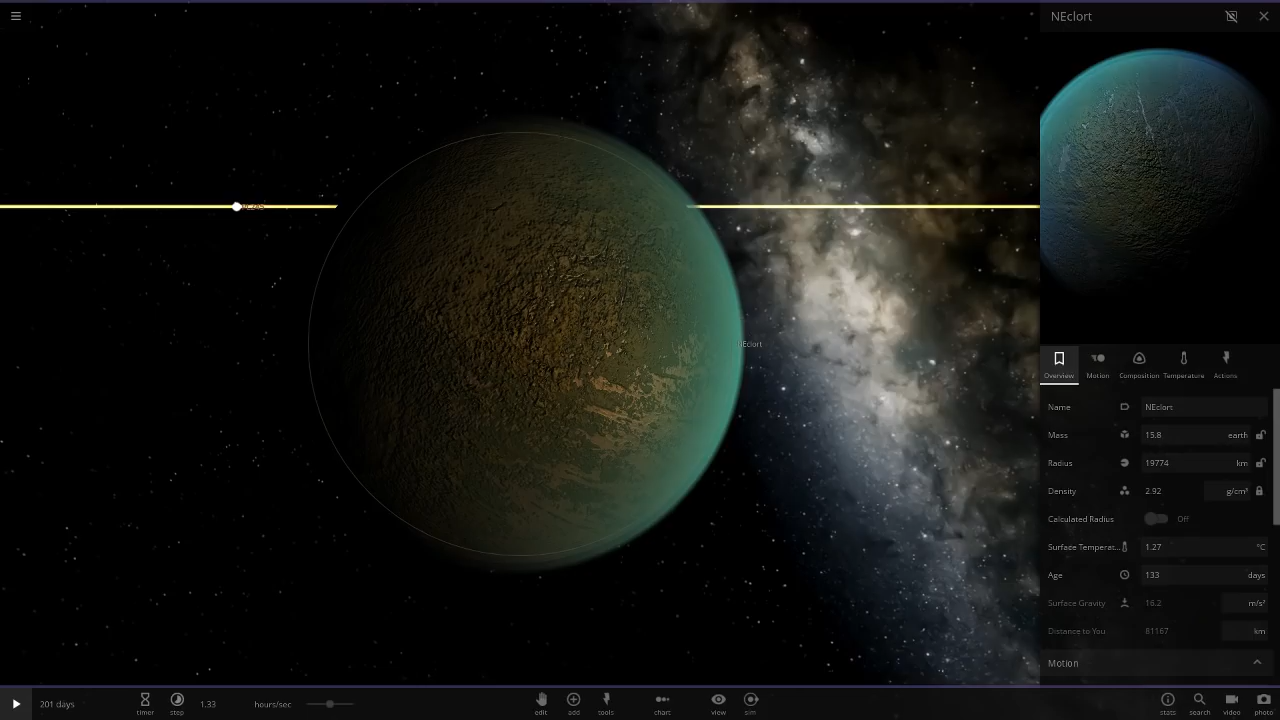 NEclort
NEclort
Overview
Motion
Composition
Temperature
Actions
Name
NEclort
Mass
15.8
earth
Radius
19774
km
Density
2.92
g/cm³
Calculated Radius
Off
Surface Temperat...
1.27
°C
Age
133
days
Surface Gravity
16.2
m/s²
Distance to You
81167
km
Motion
201 days
timer
step
1.33
hours/sec
edit
add
tools
chart
view
sim
stats
search
video
photo